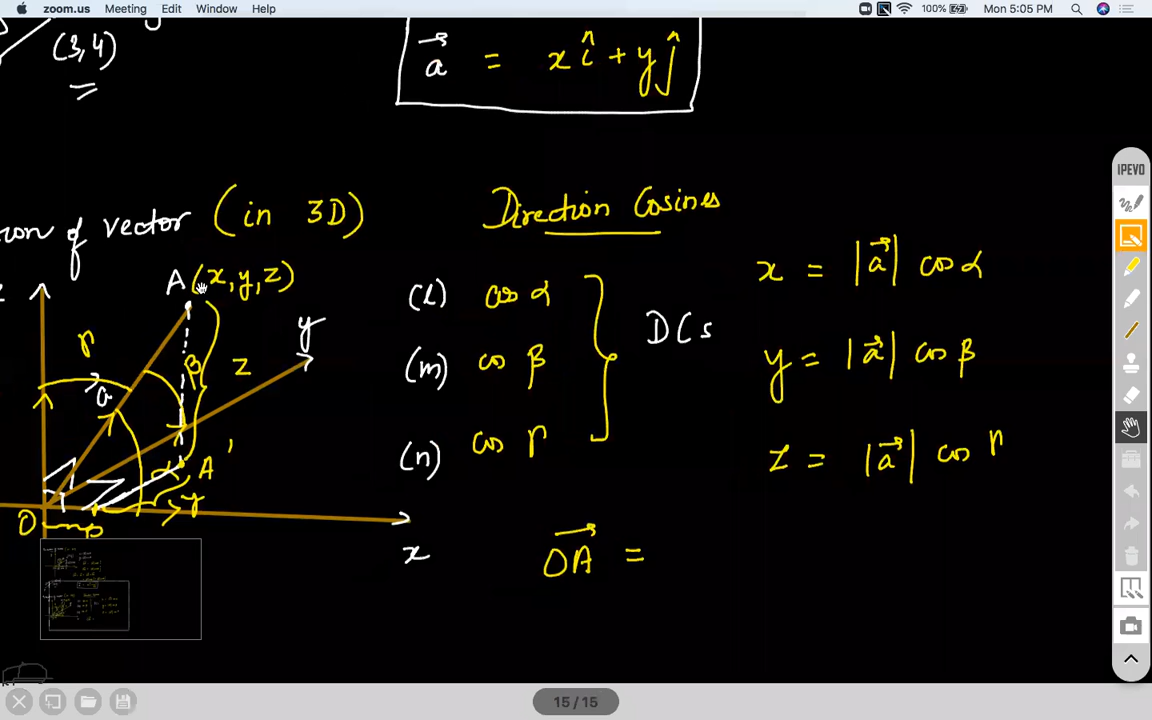 zoom.us Meeting Edit Window Help 100% Mon 5:05 PM
(3,4)
a⃗ = x î + y ĵ
on of vector (in 3D)
Direction Cosines
A (x, y, z)
(l) cos α
(m) cos β
(n) cos γ
} DCs
x = |a⃗| cos α
y = |a⃗| cos β
z = |a⃗| cos γ
y
γ
β
z
a
α
A'
y
O
x
OA⃗ =
IPEVO
15 / 15